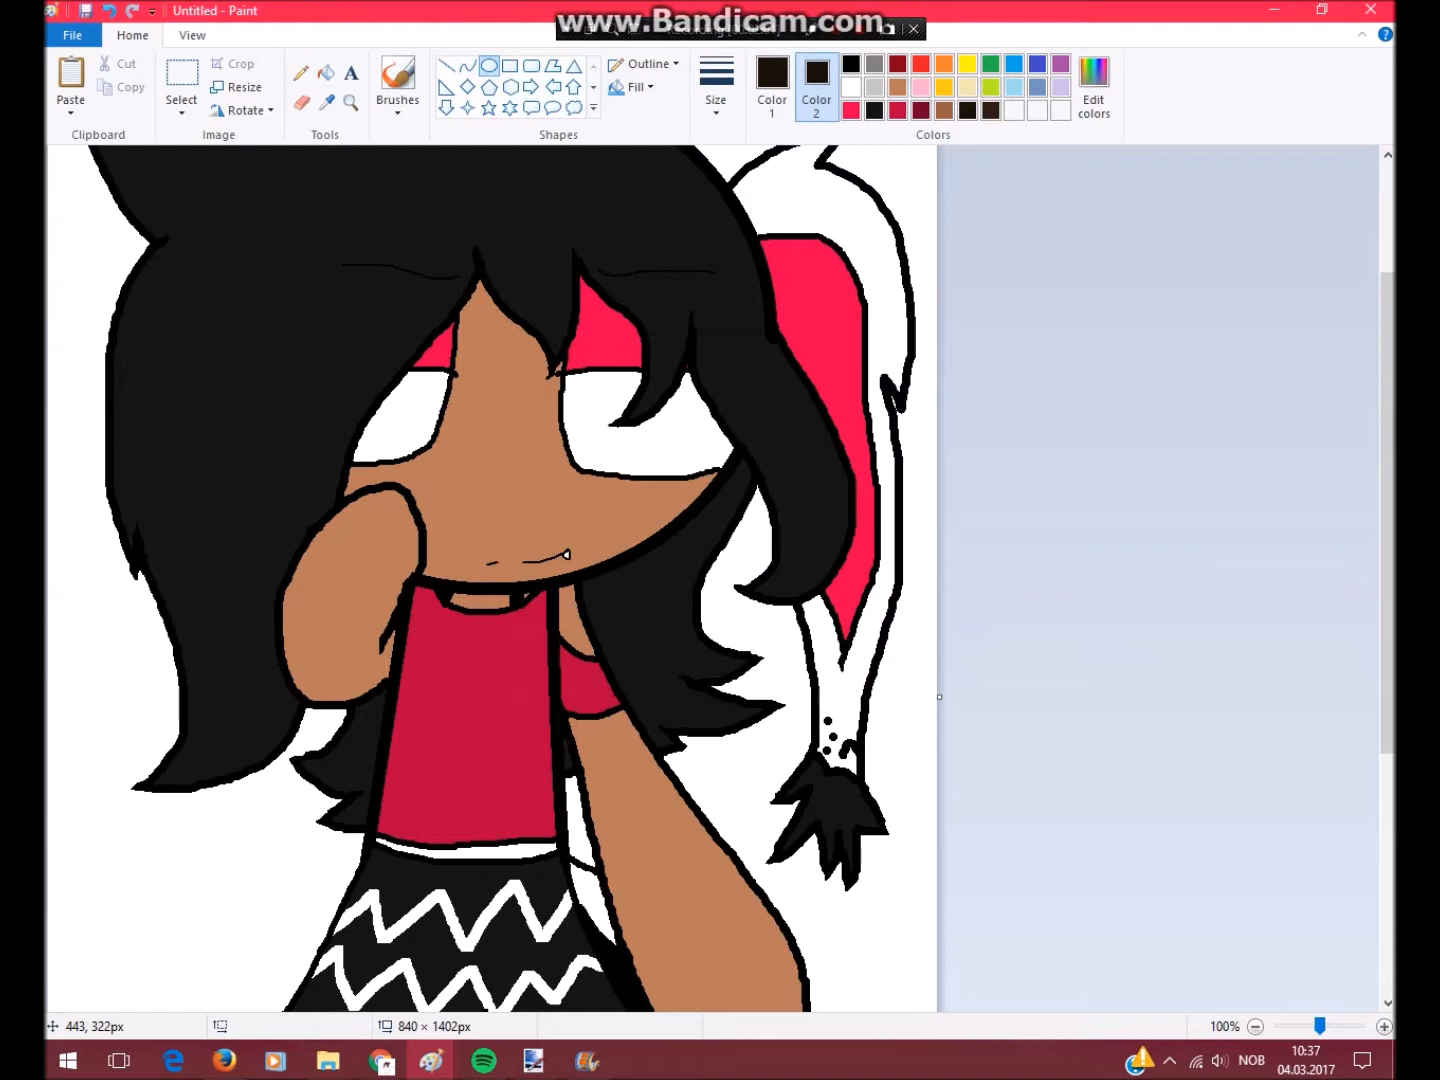 Untitled - Paint
www.Bandicam.com
File
Home
View
Paste
Cut
Copy
Clipboard
Select
Crop
Resize
Rotate
Image
A
Tools
Brushes
Outline
Fill
Shapes
Size
Color
1
Color
2
Edit
colors
Colors
443, 322px
840 × 1402px
100%
NOB
10:37
04.03.2017